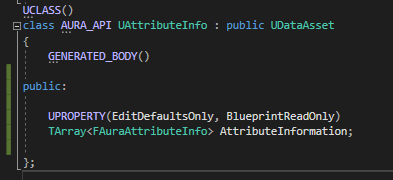 UCLASS()
class AURA_API UAttributeInfo : public UDataAsset
{
GENERATED_BODY()
public:
UPROPERTY(EditDefaultsOnly, BlueprintReadOnly)
TArray<FAuraAttributeInfo> AttributeInformation;
};